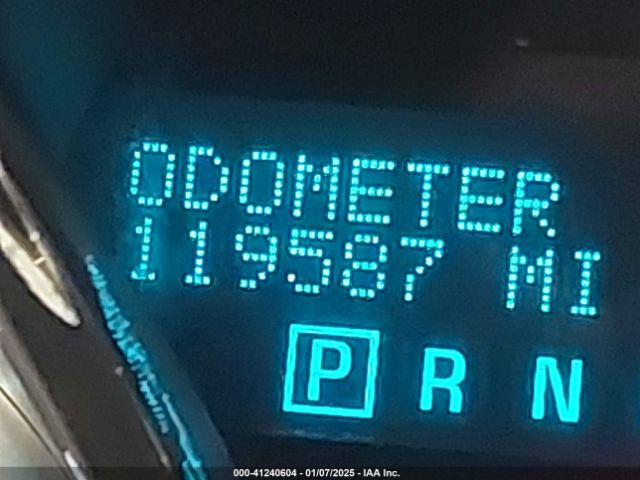 ODOMETER
119587 MI
P R N
000-41240604 - 01/07/2025 - IAA Inc.